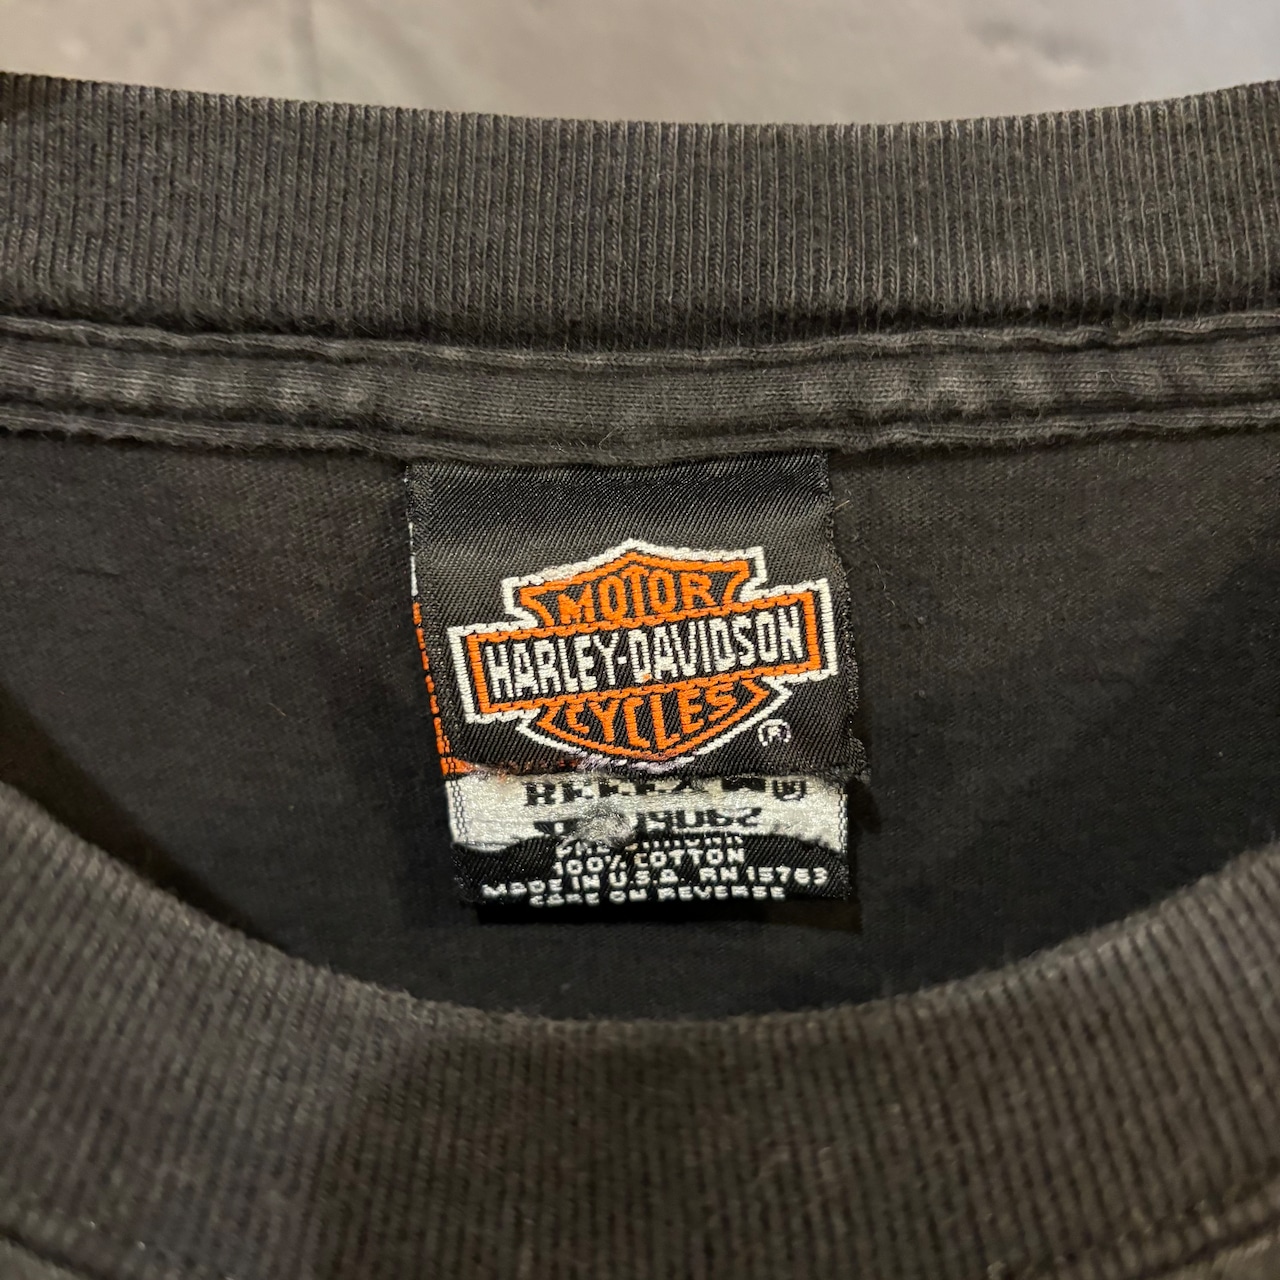 MOTOR
HARLEY-DAVIDSON
CYCLES
®
100% COTTON
MADE IN U.S.A. RN 15763
CARE ON REVERSE